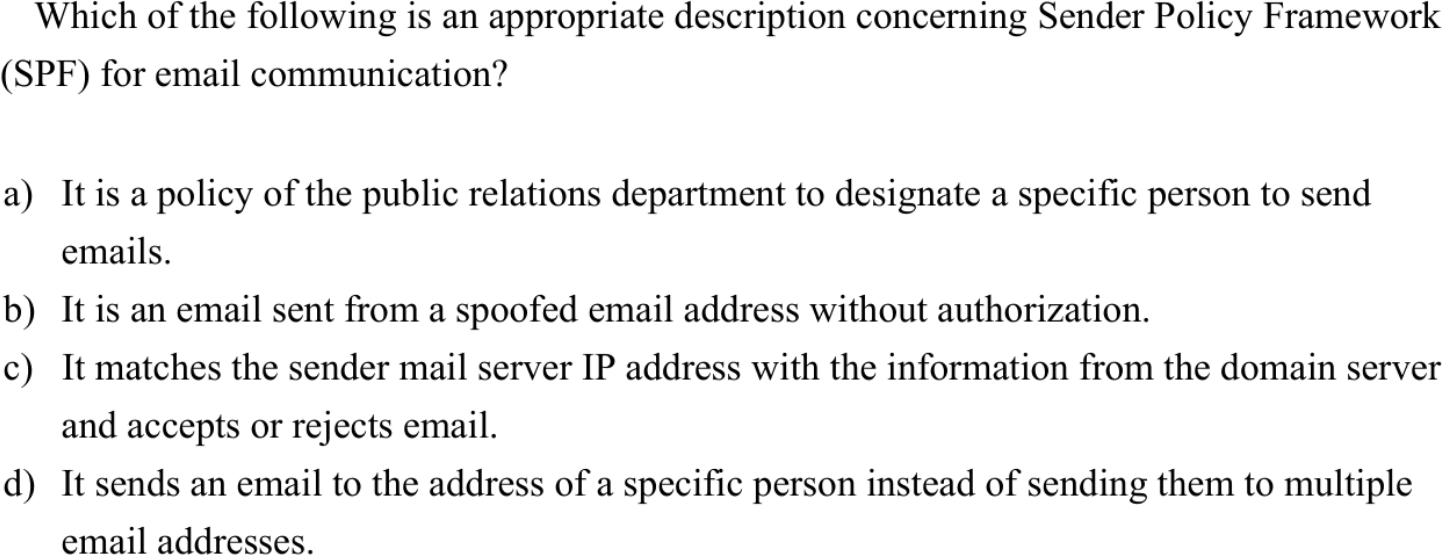 Which of the following is an appropriate description concerning Sender Policy Framework
(SPF) for email communication?
a) It is a policy of the public relations department to designate a specific person to send
emails.
b) It is an email sent from a spoofed email address without authorization.
c) It matches the sender mail server IP address with the information from the domain server
and accepts or rejects email.
d) It sends an email to the address of a specific person instead of sending them to multiple
email addresses.